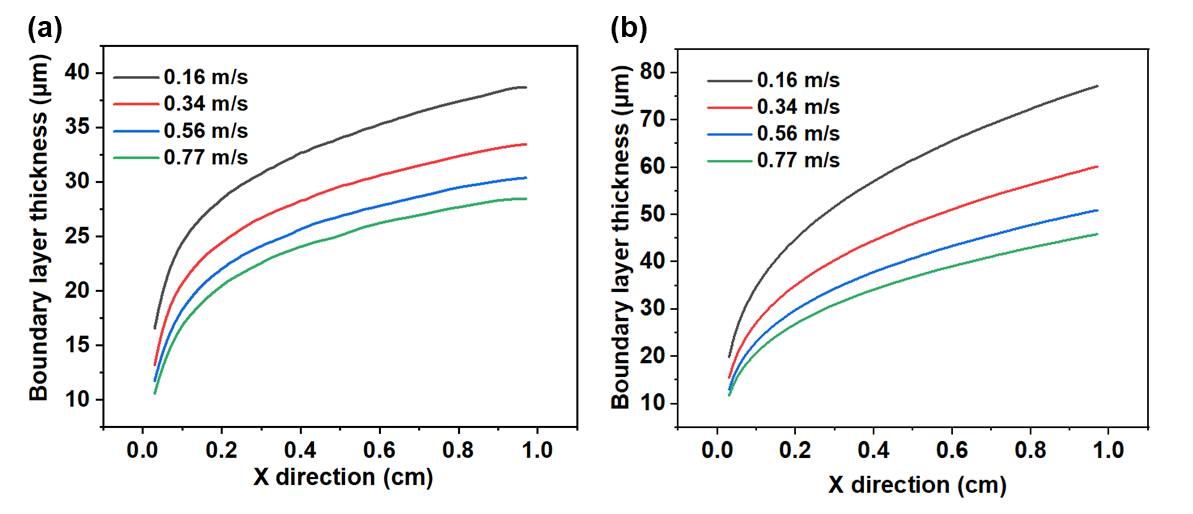 (a)
Boundary layer thickness (μm)
40
35
30
25
20
15
10
0.16 m/s
0.34 m/s
0.56 m/s
0.77 m/s
0.0 0.2 0.4 0.6 0.8 1.0
X direction (cm)
(b)
Boundary layer thickness (μm)
80
70
60
50
40
30
20
10
0.16 m/s
0.34 m/s
0.56 m/s
0.77 m/s
0.0 0.2 0.4 0.6 0.8 1.0
X direction (cm)